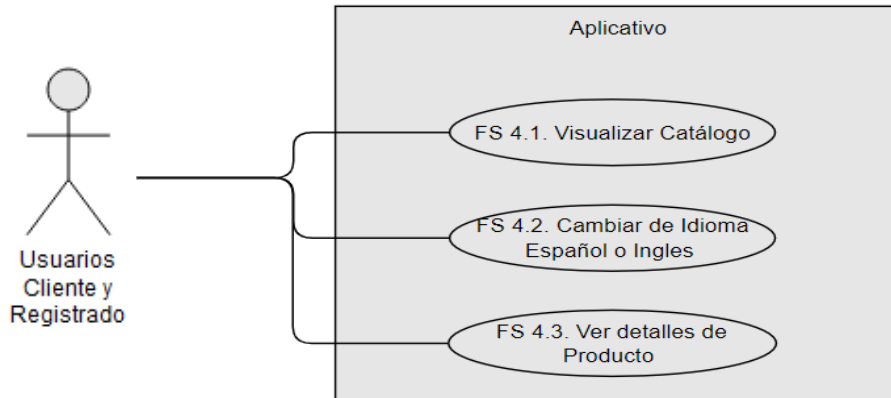 Aplicativo
FS 4.1. Visualizar Catálogo
FS 4.2. Cambiar de Idioma
Español o Ingles
FS 4.3. Ver detalles de
Producto
Usuarios
Cliente y
Registrado